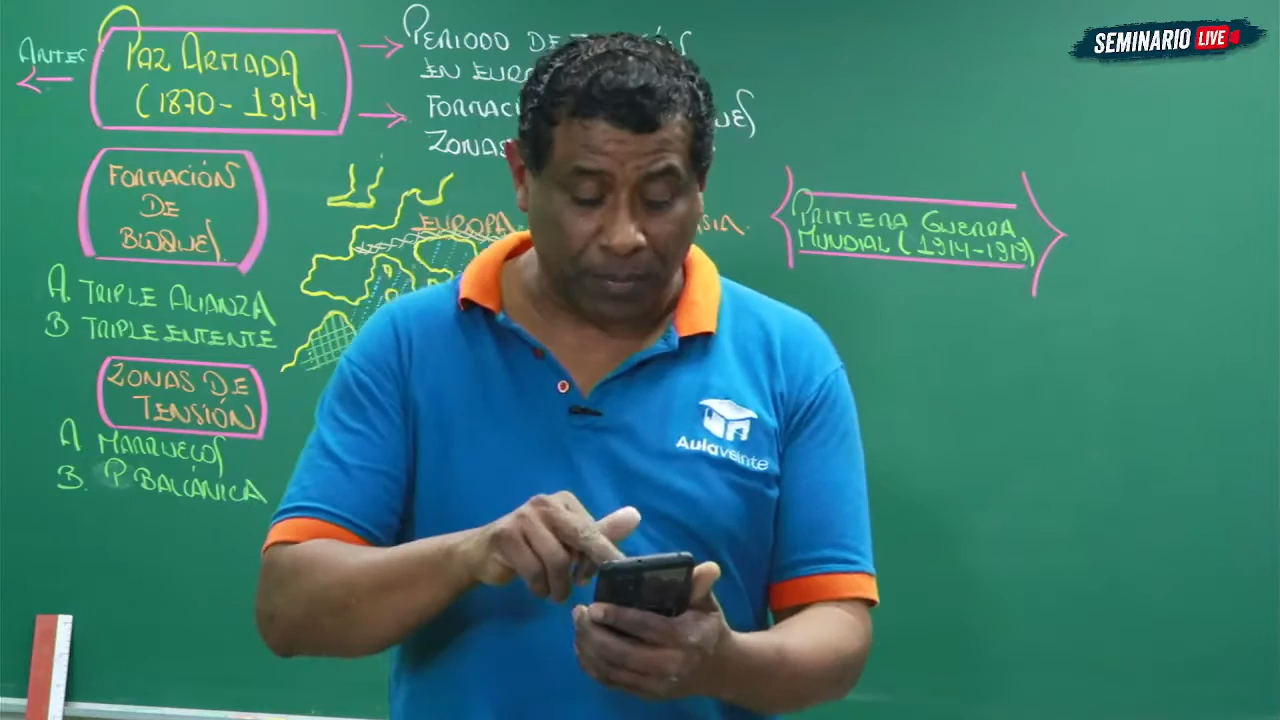 SEMINARIO LIVE
ANTES
PAZ ARMADA
(1870-1914
PERIODO DE
EN EURO
FORMACI
ZONAS
FORMACIÓN
DE
BLOQUES
A. TRIPLE ALIANZA
B TRIPLE ENTENTE
ZONAS DE
TENSIÓN
A MARRUECOS
B. P BALCÁNICA
EUROPA
PRIMERA GUERRA
MUNDIAL (1914-1919)
Aulaveinte